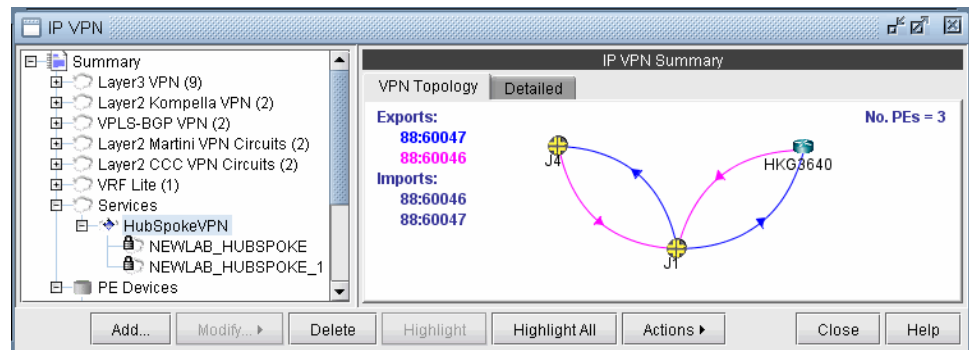 IP VPN
Summary
Layer3 VPN (9)
Layer2 Kompella VPN (2)
VPLS-BGP VPN (2)
Layer2 Martini VPN Circuits (2)
Layer2 CCC VPN Circuits (2)
VRF Lite (1)
Services
HubSpokeVPN
NEWLAB_HUBSPOKE
NEWLAB_HUBSPOKE_1
PE Devices
IP VPN Summary
VPN Topology Detailed
Exports:
88:60047
88:60046
Imports:
88:60046
88:60047
No. PEs = 3
J4
HKG3640
J1
Add... Modify... Delete Highlight Highlight All Actions Close Help